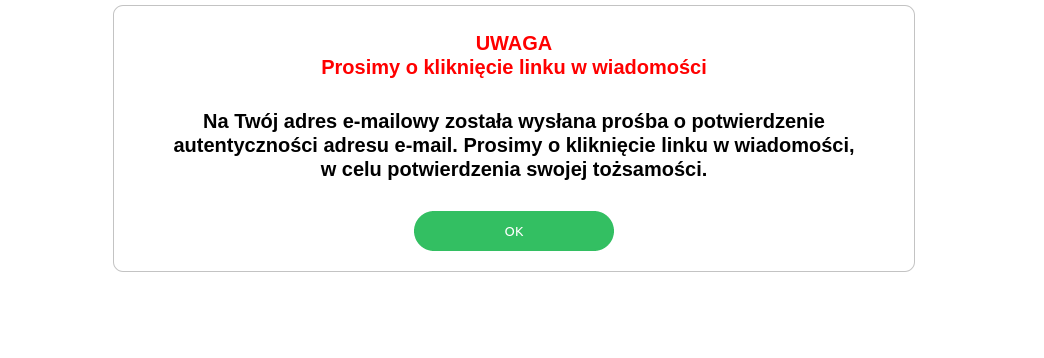 UWAGA
Prosimy o kliknięcie linku w wiadomości
Na Twój adres e-mailowy została wysłana prośba o potwierdzenie
autentyczności adresu e-mail. Prosimy o kliknięcie linku w wiadomości,
w celu potwierdzenia swojej tożsamości.
OK